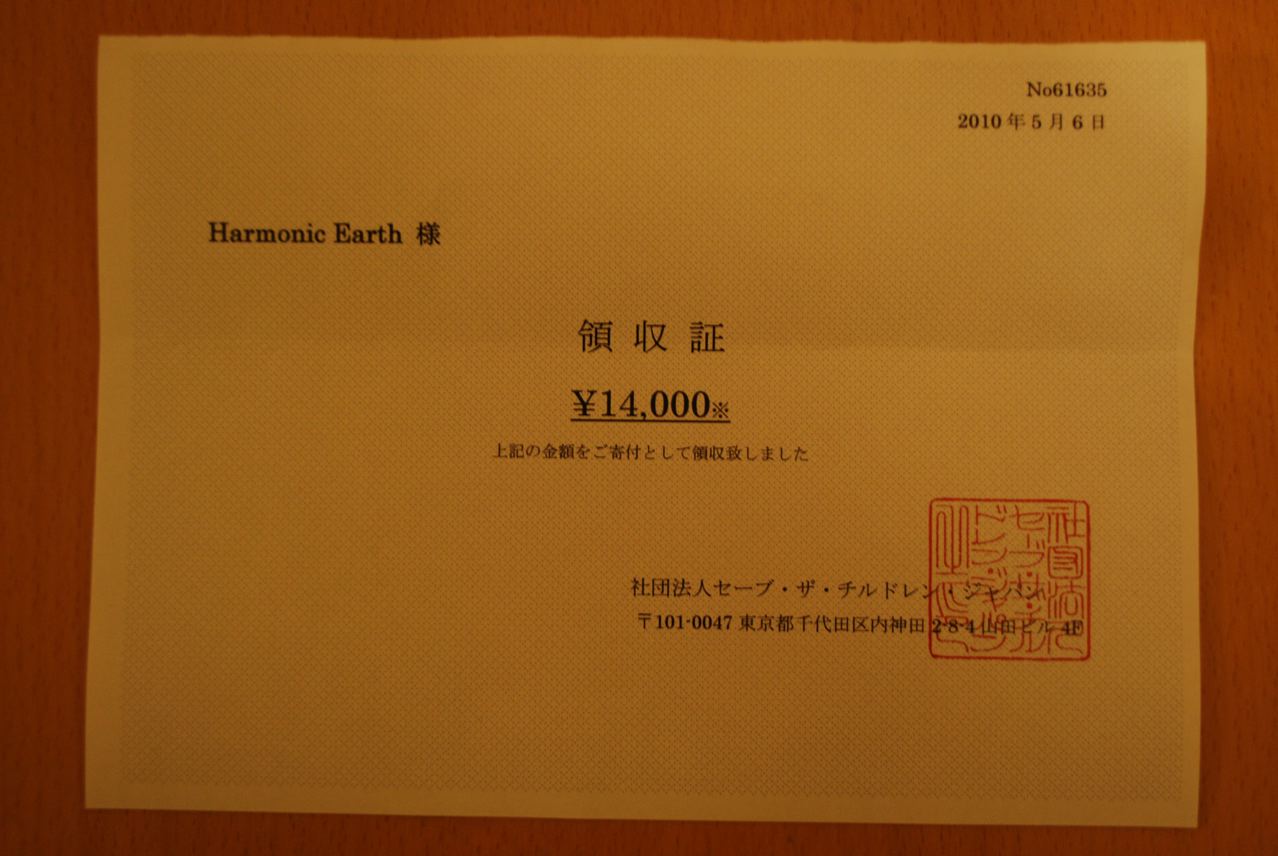 No61635
2010年5月6日
Harmonic Earth 様
領 収 証
¥14,000※
上記の金額をご寄付として領収致しました
社団法人セーブ・ザ・チルドレン・ジャパン
〒101-0047 東京都千代田区内神田 2-8-4 山田ビル 4F